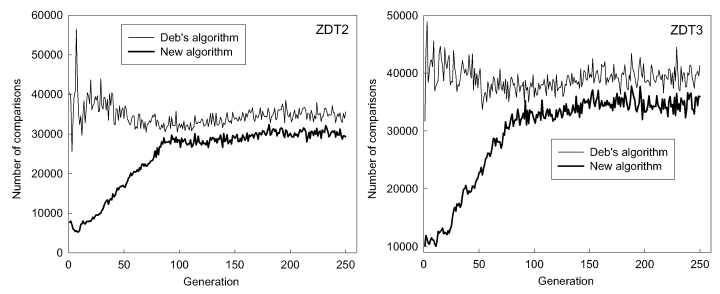 ZDT2
Deb's algorithm
New algorithm
Number of comparisons
60000
50000
40000
30000
20000
10000
0
0 50 100 150 200 250
Generation
ZDT3
Deb's algorithm
New algorithm
Number of comparisons
50000
40000
30000
20000
10000
0 50 100 150 200 250
Generation